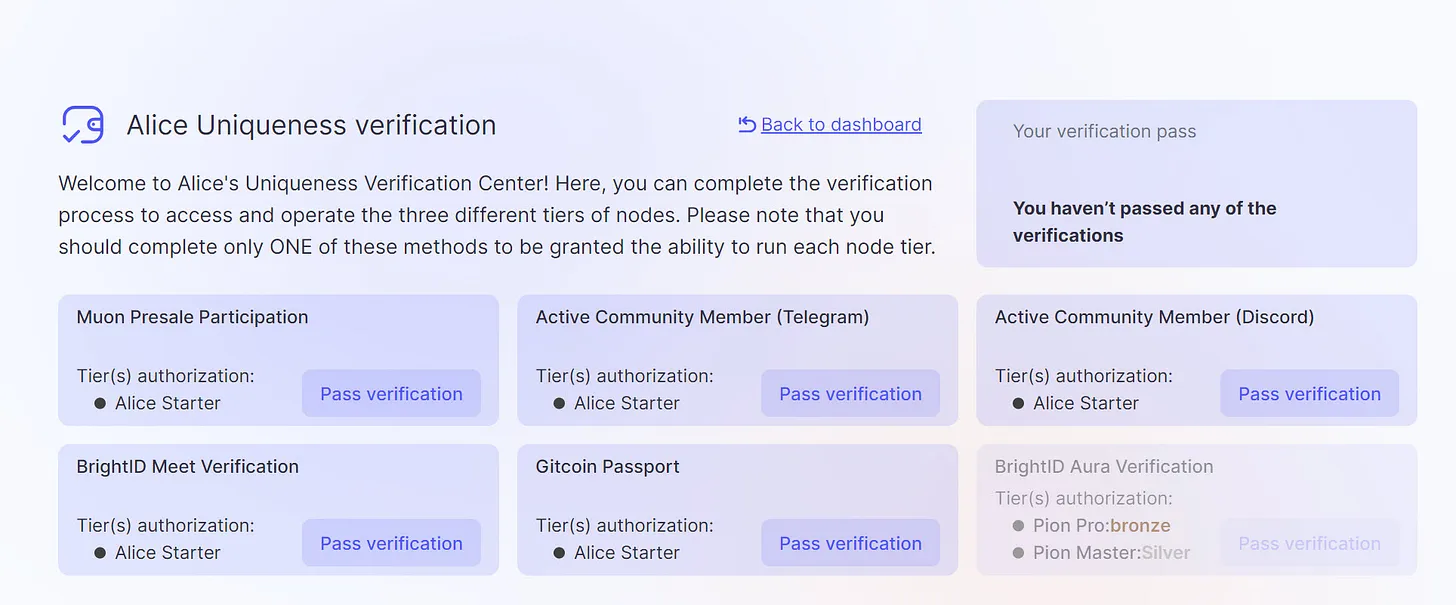 Alice Uniqueness verification
Back to dashboard
Welcome to Alice's Uniqueness Verification Center! Here, you can complete the verification
process to access and operate the three different tiers of nodes. Please note that you
should complete only ONE of these methods to be granted the ability to run each node tier.
Your verification pass
You haven’t passed any of the
verifications
Muon Presale Participation
Tier(s) authorization:
Alice Starter
Pass verification
Active Community Member (Telegram)
Tier(s) authorization:
Alice Starter
Pass verification
Active Community Member (Discord)
Tier(s) authorization:
Alice Starter
Pass verification
BrightID Meet Verification
Tier(s) authorization:
Alice Starter
Pass verification
Gitcoin Passport
Tier(s) authorization:
Alice Starter
Pass verification
BrightID Aura Verification
Tier(s) authorization:
Pion Pro:bronze
Pion Master:Silver
Pass verification